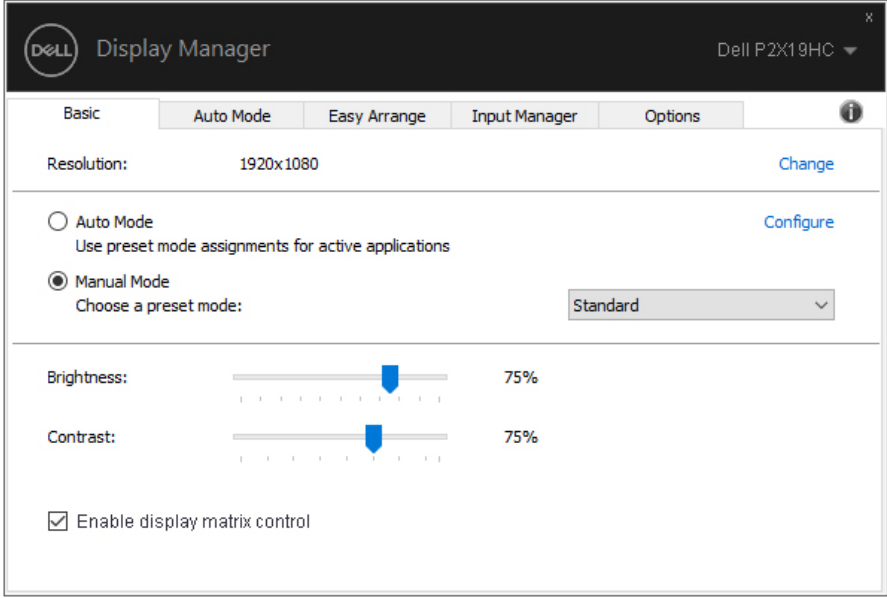 x
DELL Display Manager Dell P2X19HC
Basic Auto Mode Easy Arrange Input Manager Options i
Resolution: 1920x1080 Change
Auto Mode Configure
Use preset mode assignments for active applications
Manual Mode
Choose a preset mode: Standard
Brightness: 75%
Contrast: 75%
Enable display matrix control